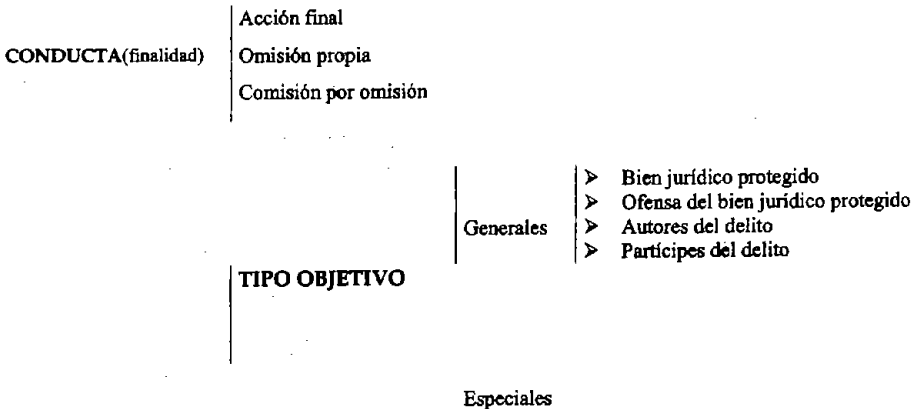 Acción final
CONDUCTA(finalidad)
Omisión propia
Comisión por omisión
➤ Bien jurídico protegido
➤ Ofensa del bien jurídico protegido
Generales
➤ Autores del delito
➤ Partícipes del delito
TIPO OBJETIVO
Especiales